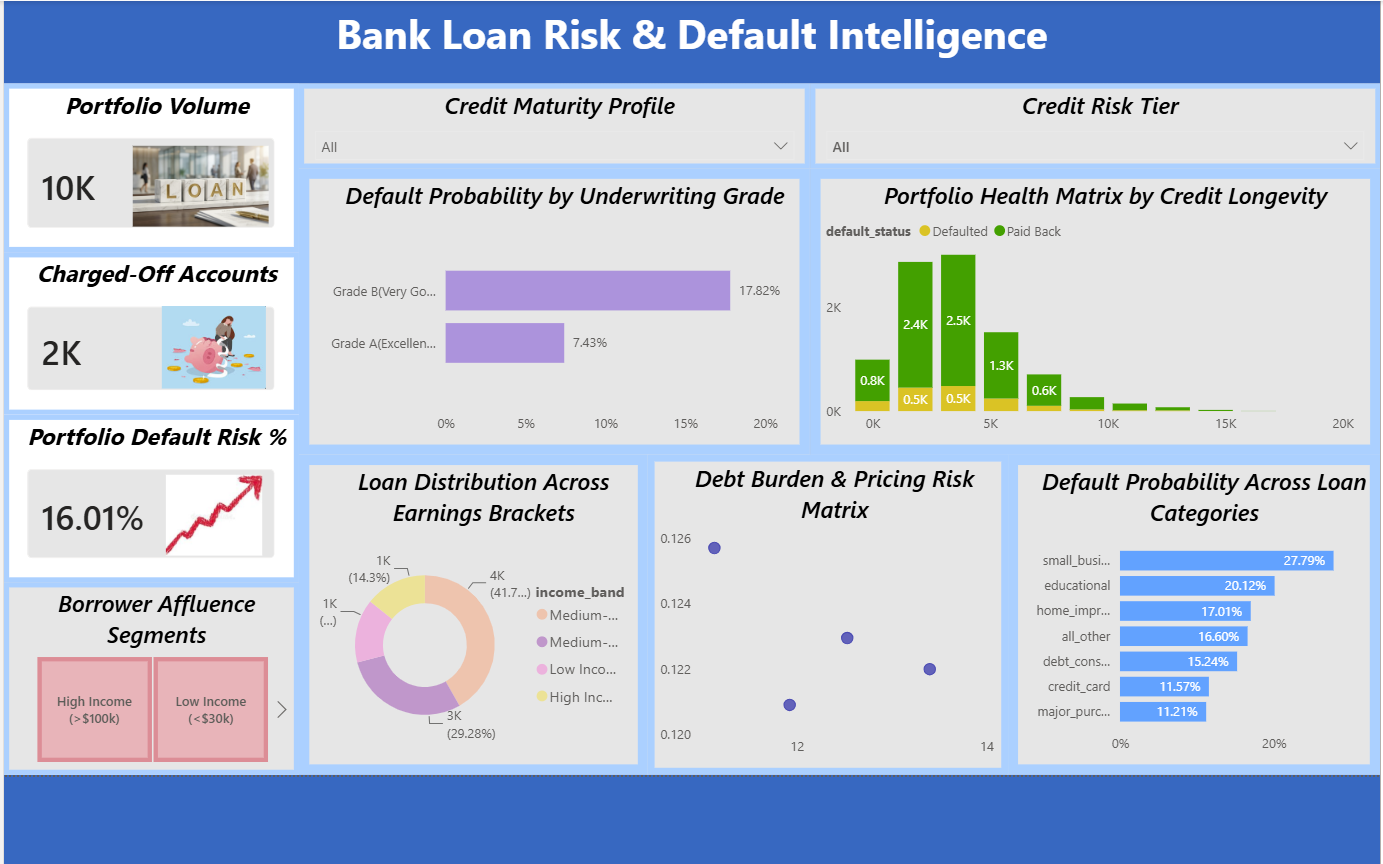 Bank Loan Risk & Default Intelligence
Portfolio Volume
10K
LOAN
Charged-Off Accounts
2K
Portfolio Default Risk %
16.01%
Borrower Affluence
Segments
High Income
(>$100k)
Low Income
(<$30k)
Credit Maturity Profile
All
Credit Risk Tier
All
Default Probability by Underwriting Grade
Grade B(Very Go...
17.82%
Grade A(Excellen...
7.43%
0%
5%
10%
15%
20%
Portfolio Health Matrix by Credit Longevity
default_status
Defaulted
Paid Back
2K
0K
0.8K
2.4K
0.5K
2.5K
0.5K
1.3K
0.6K
0K
5K
10K
15K
20K
Loan Distribution Across
Earnings Brackets
1K
(14.3%)
1K
(...)
4K
(41.7...)
3K
(29.28%)
income_band
Medium-...
Medium-...
Low Inco...
High Inc...
Debt Burden & Pricing Risk
Matrix
0.126
0.124
0.122
0.120
12
14
Default Probability Across Loan
Categories
small_busi...
27.79%
educational
20.12%
home_impr...
17.01%
all_other
16.60%
debt_cons...
15.24%
credit_card
11.57%
major_purc...
11.21%
0%
20%